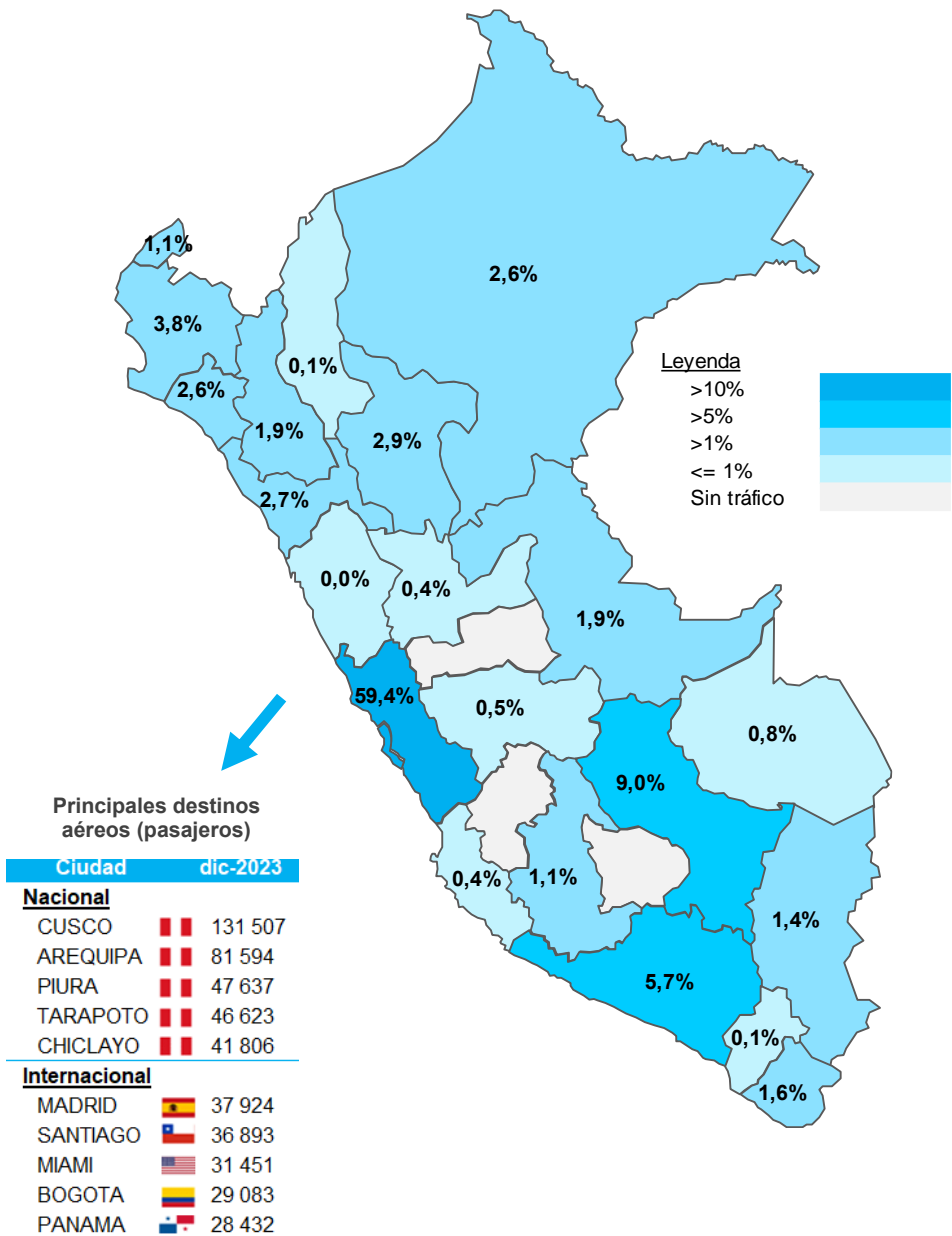 1,1%
2,6%
3,8%
0,1%
Leyenda
>10%
>5%
>1%
<= 1%
Sin tráfico
2,6%
1,9%
2,9%
2,7%
0,0%
0,4%
1,9%
59,4%
0,5%
0,8%
9,0%
0,4%
1,1%
1,4%
5,7%
0,1%
1,6%
Principales destinos
aéreos (pasajeros)
Ciudad dic-2023
Nacional
CUSCO 131 507
AREQUIPA 81 594
PIURA 47 637
TARAPOTO 46 623
CHICLAYO 41 806
Internacional
MADRID 37 924
SANTIAGO 36 893
MIAMI 31 451
BOGOTA 29 083
PANAMA 28 432